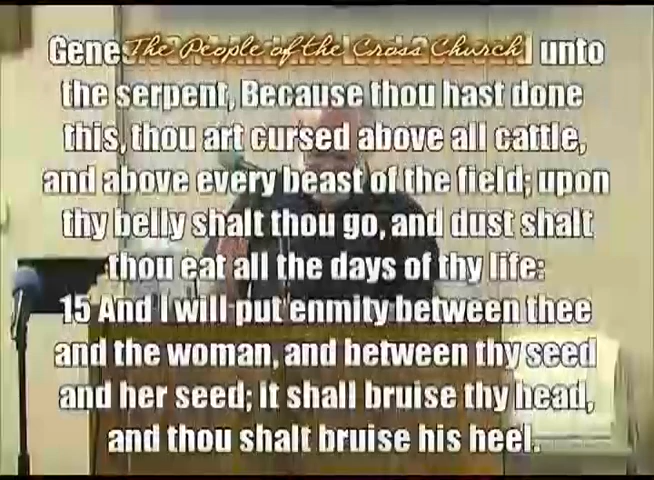 Gene The People of the Cross Church unto
the serpent, Because thou hast done
this, thou art cursed above all cattle,
and above every beast of the field; upon
thy belly shalt thou go, and dust shalt
thou eat all the days of thy life:
15 And I will put enmity between thee
and the woman, and between thy seed
and her seed; it shall bruise thy head,
and thou shalt bruise his heel.